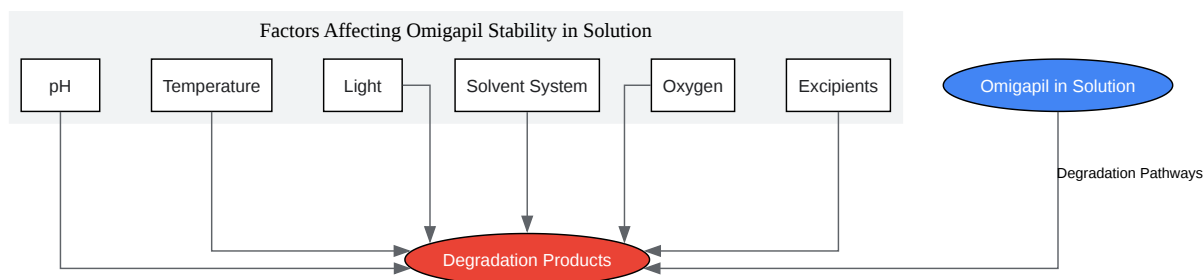 Factors Affecting Omigapil Stability in Solution
pH
Temperature
Light
Solvent System
Oxygen
Excipients
Omigapil in Solution
Degradation Pathways
Degradation Products